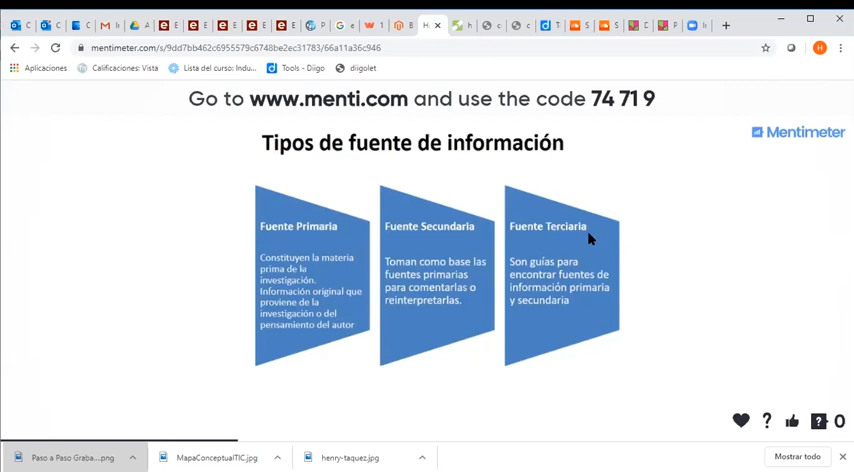 mentimeter.com/s/9dd7bb462c6955579c6748be2ec31783/66a11a36c946
H
Aplicaciones
Calificaciones: Vista
Lista del curso: Indu...
Tools - Diigo
diigolet
Go to www.menti.com and use the code 74 71 9
Mentimeter
Tipos de fuente de información
Fuente Primaria
Constituyen la materia
prima de la
investigación.
Información original que
proviene de la
investigación o del
pensamiento del autor
Fuente Secundaria
Toman como base las
fuentes primarias
para comentarlas o
reinterpretarlas.
Fuente Terciaria
Son guías para
encontrar fuentes de
información primaria
y secundaria
? ? 0
Paso a Paso Graba....png
MapaConceptualTIC.jpg
henry-taquez.jpg
Mostrar todo